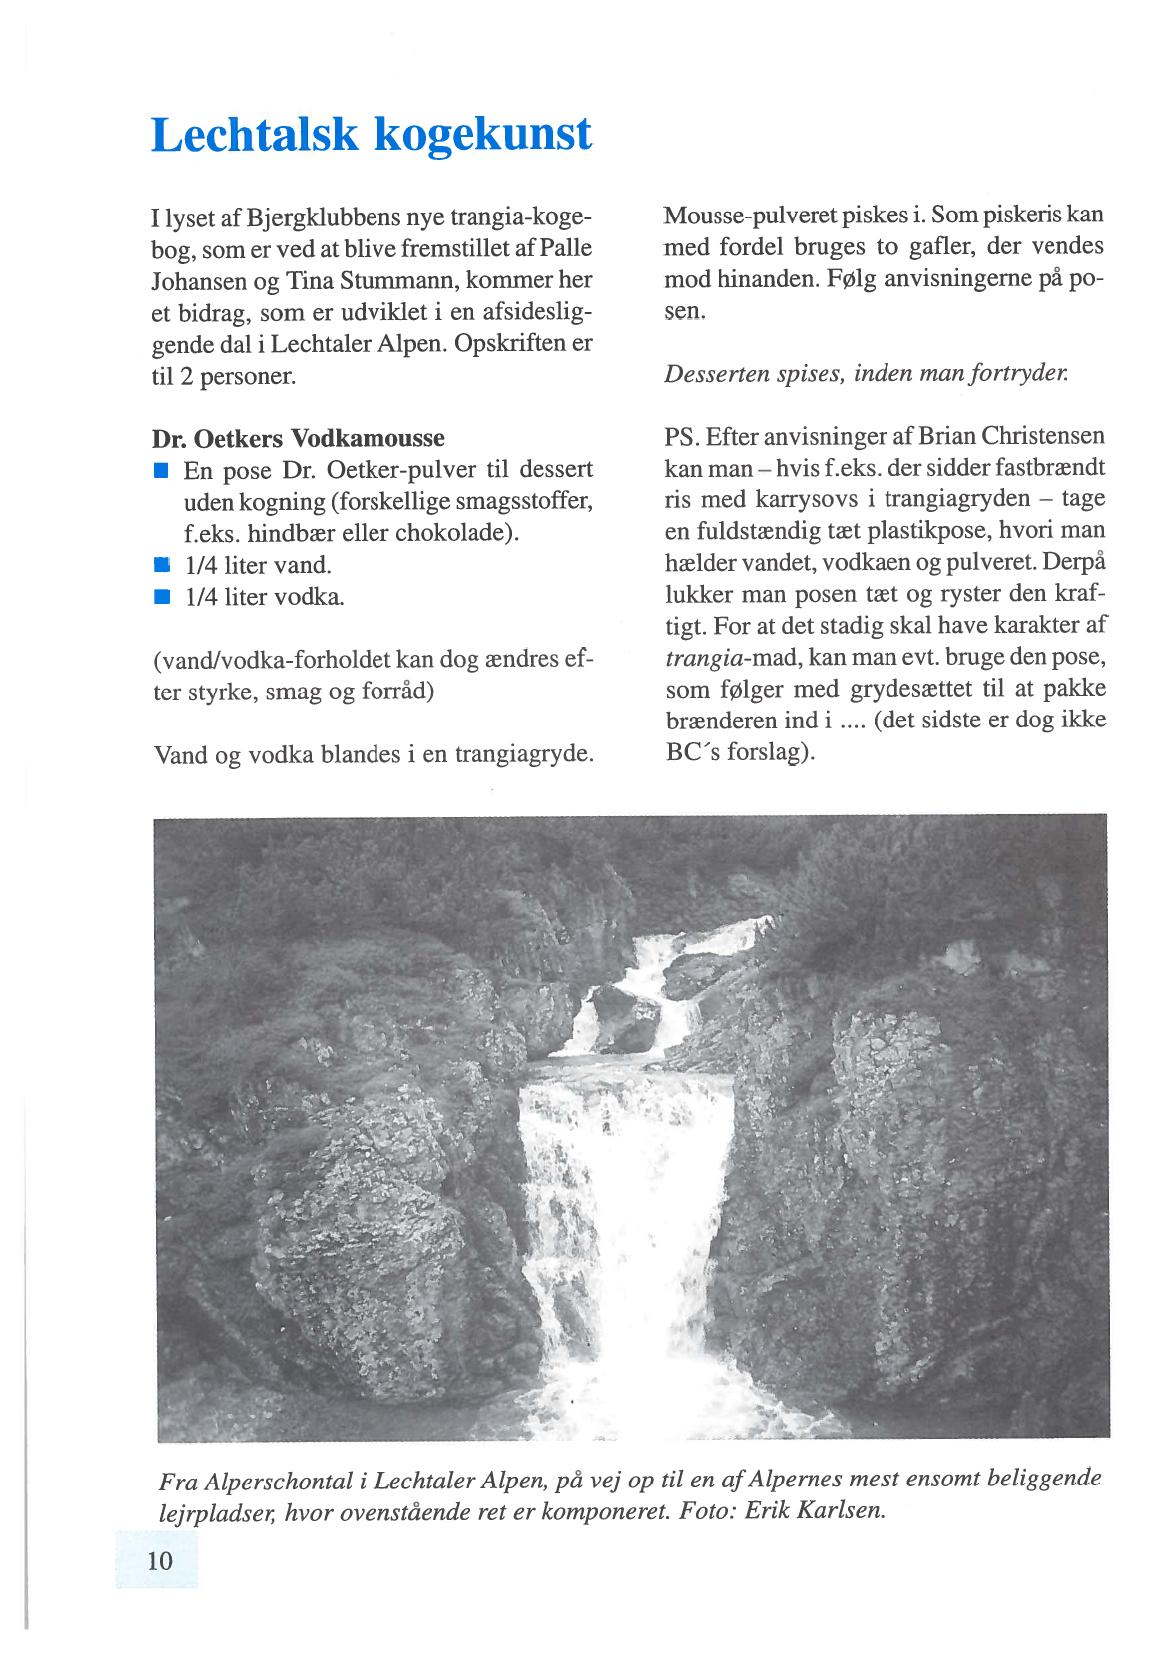 Lechtalsk kogekunst
I lyset af Bjergklubbens nye trangia-koge-
bog, som er ved at blive fremstillet af Palle
Johansen og Tina Stummann, kommer her
et bidrag, som er udviklet i en afsideslig-
gende dal i Lechtaler Alpen. Opskriften er
til 2 personer.
Dr. Oetkers Vodkamousse
■ En pose Dr. Oetker-pulver til dessert
uden kogning (forskellige smagsstoffer,
f.eks. hindbær eller chokolade).
■ 1/4 liter vand.
■ 1/4 liter vodka.
(vand/vodka-forholdet kan dog ændres ef-
ter styrke, smag og forråd)
Vand og vodka blandes i en trangiagryde.
Mousse-pulveret piskes i. Som piskeris kan
med fordel bruges to gafler, der vendes
mod hinanden. Følg anvisningerne på po-
sen.
Desserten spises, inden man fortryder.
PS. Efter anvisninger af Brian Christensen
kan man – hvis f.eks. der sidder fastbrændt
ris med karrysovs i trangiagryden – tage
en fuldstændig tæt plastikpose, hvori man
hælder vandet, vodkaen og pulveret. Derpå
lukker man posen tæt og ryster den kraf-
tigt. For at det stadig skal have karakter af
trangia-mad, kan man evt. bruge den pose,
som følger med grydesættet til at pakke
brænderen ind i .... (det sidste er dog ikke
BC´s forslag).
Fra Alperschontal i Lechtaler Alpen, på vej op til en af Alpernes mest ensomt beliggende
lejrpladser, hvor ovenstående ret er komponeret. Foto: Erik Karlsen.
10